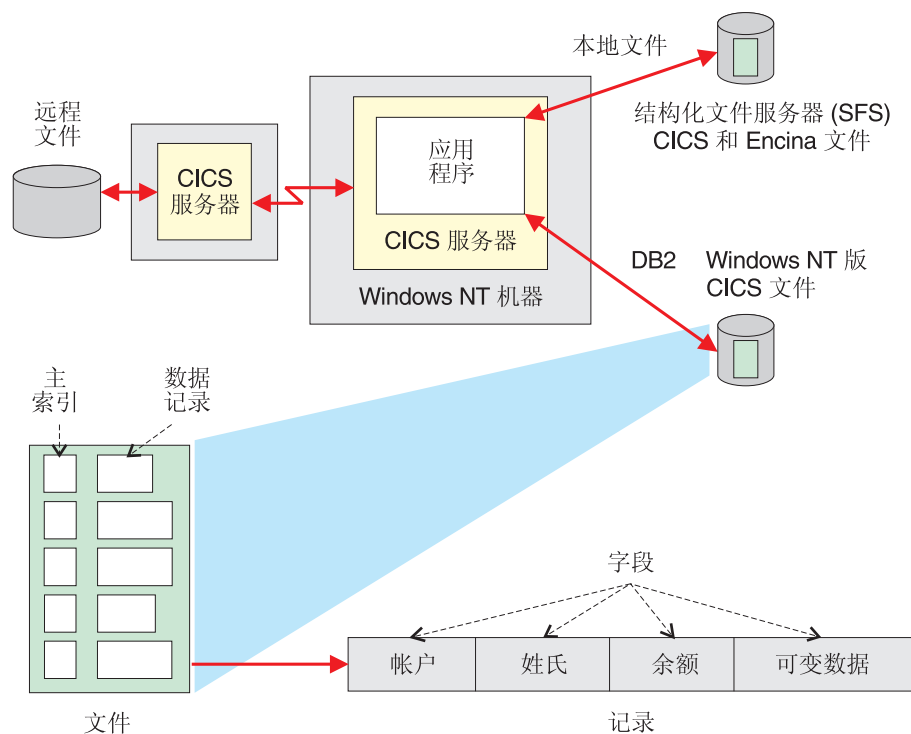 本地文件
远程
文件
结构化文件服务器 (SFS)
CICS 和 Encina 文件
应用
程序
CICS
服务器
CICS 服务器
DB2 Windows NT 版
CICS 文件
Windows NT 机器
主
索引
数据
记录
字段
帐户 姓氏 余额 可变数据
文件
记录